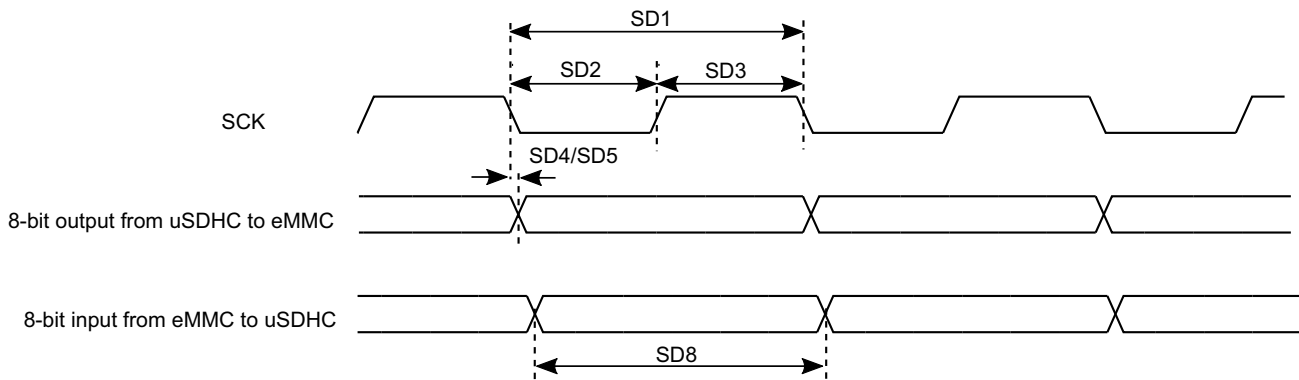 SD1
SD2
SD3
SCK
SD4/SD5
8-bit output from uSDHC to eMMC
8-bit input from eMMC to uSDHC
SD8